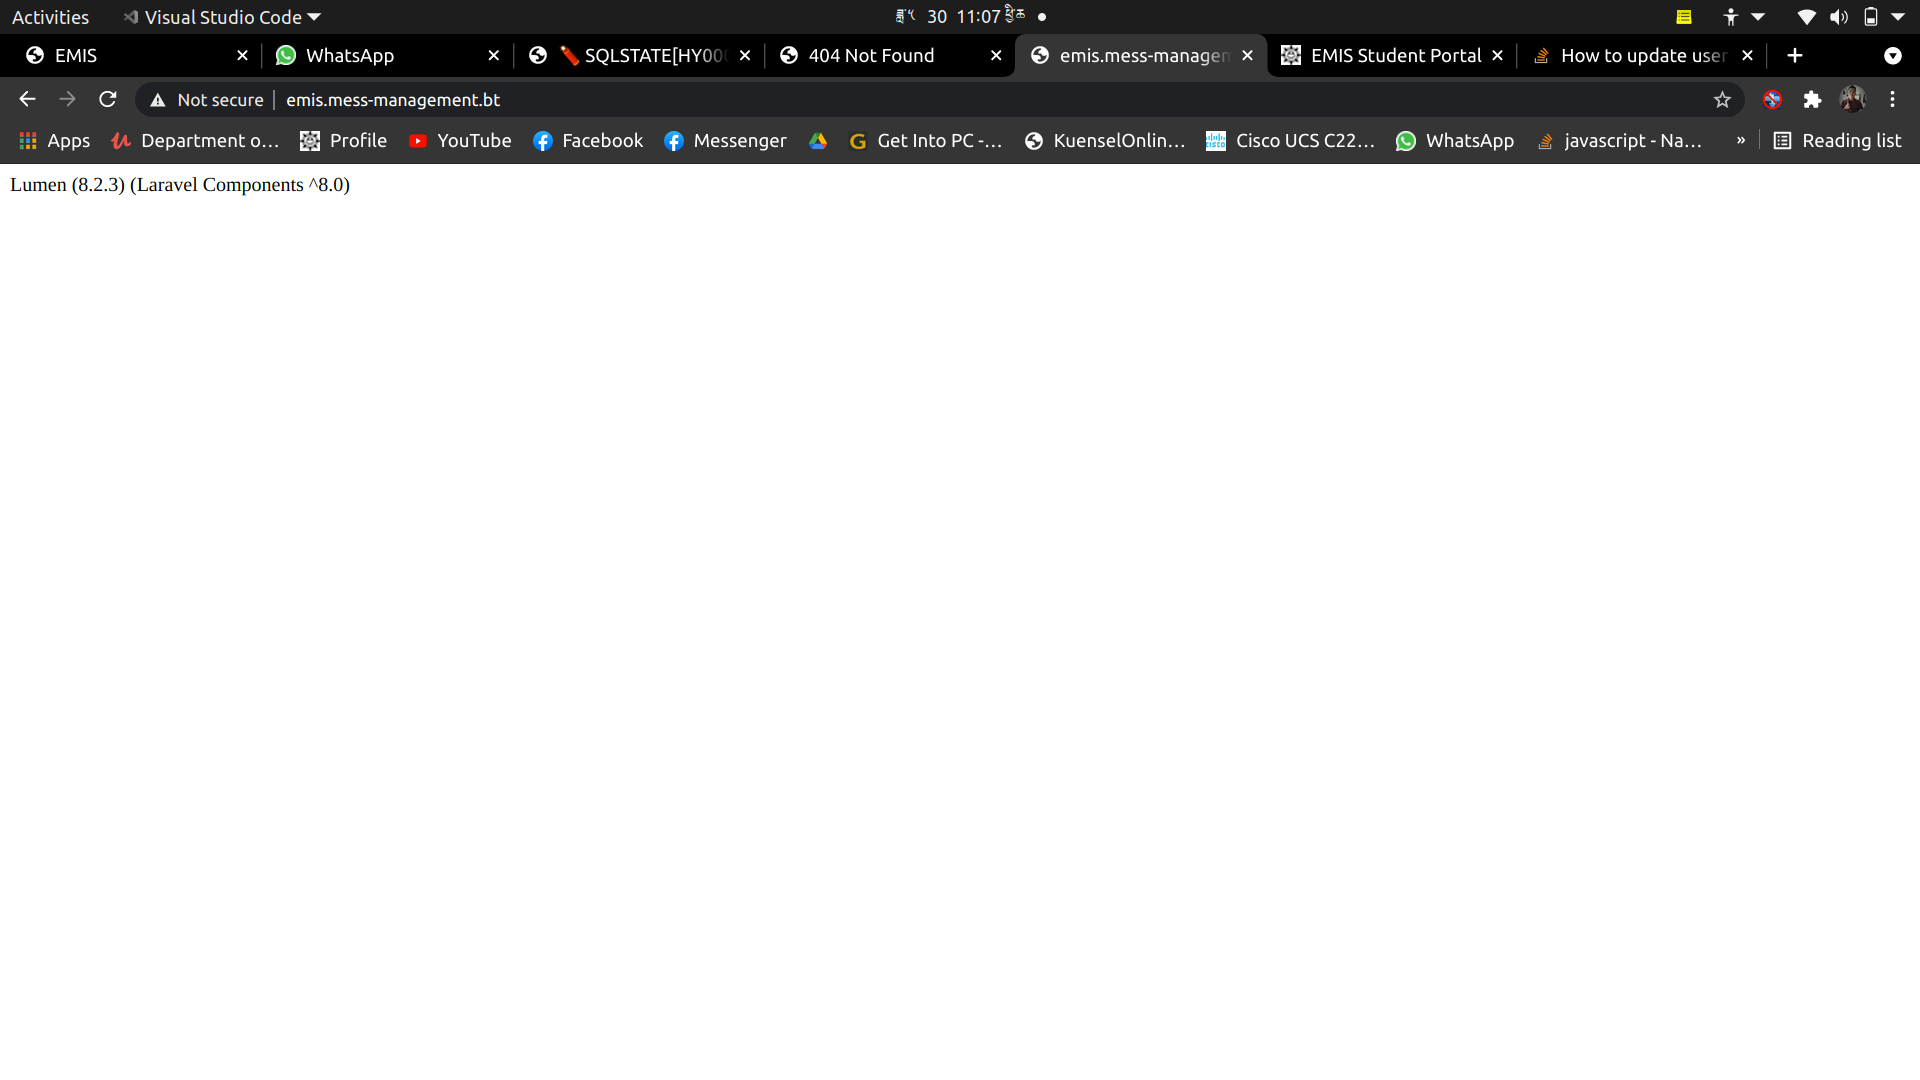 Activities Visual Studio Code 30 11:07
EMIS WhatsApp SQLSTATE[HY000 404 Not Found emis.mess-managem EMIS Student Portal How to update user
Not secure emis.mess-management.bt
Apps Department o... Profile YouTube Facebook Messenger Get Into PC -... KuenselOnlin... Cisco UCS C22... WhatsApp javascript - Na... » Reading list
Lumen (8.2.3) (Laravel Components ^8.0)